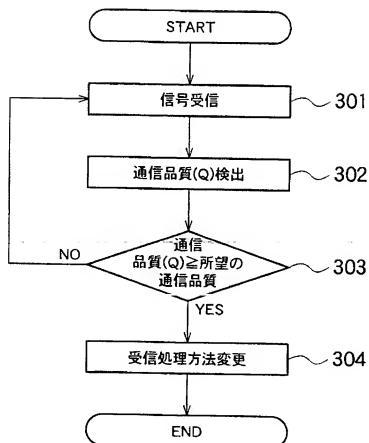 START
信号受信
301
通信品質(Q)検出
302
通信
品質(Q)≧所望の
通信品質
303
NO
YES
受信処理方法変更
304
END